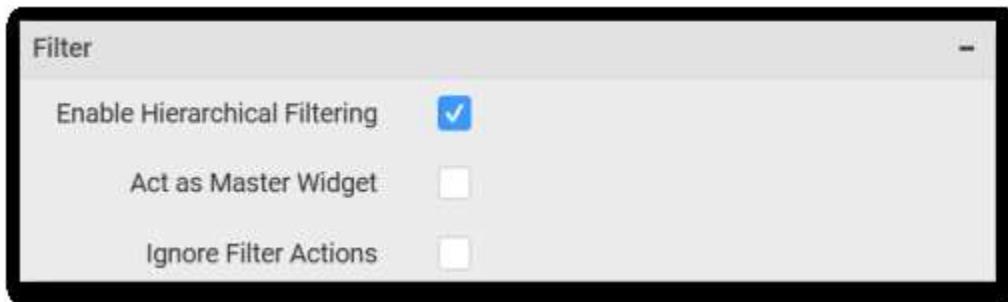 Filter
Enable Hierarchical Filtering
Act as Master Widget
Ignore Filter Actions